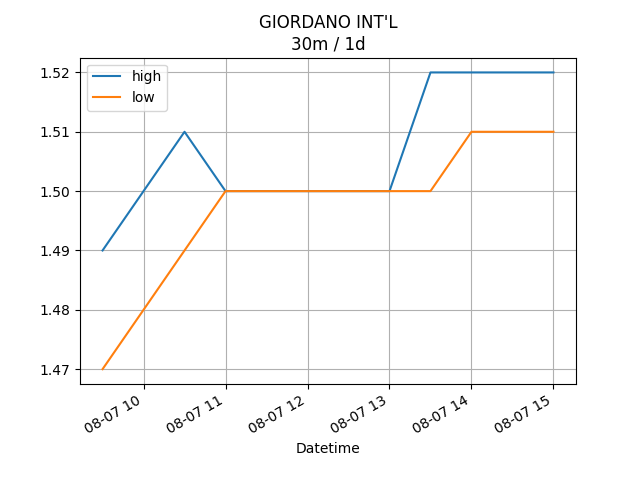 GIORDANO INT'L
30m / 1d
high
low
1.52
1.51
1.50
1.49
1.48
1.47
08-07 10
08-07 11
08-07 12
08-07 13
08-07 14
08-07 15
Datetime